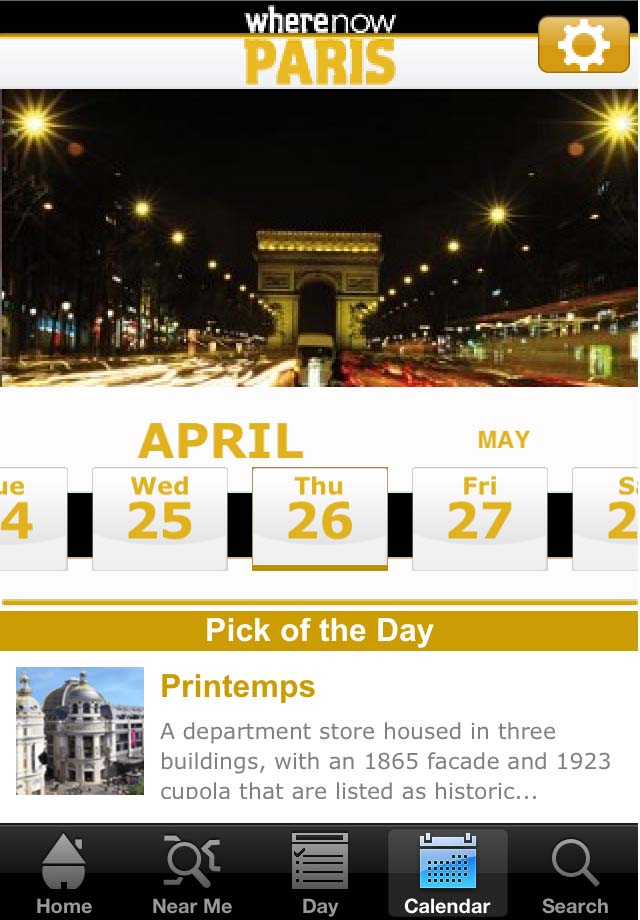 wherenow
PARIS
APRIL MAY
ue Wed Thu Fri S
4 25 26 27 2
Pick of the Day
Printemps
A department store housed in three
buildings, with an 1865 facade and 1923
cupola that are listed as historic...
Home Near Me Day Calendar Search